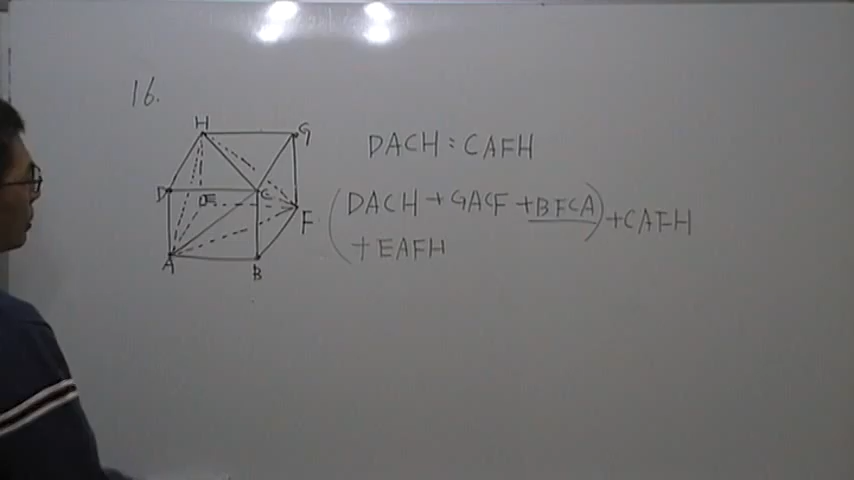 16.
H
G
DACH : CAFH
D
E
C
DACH + GACF + BFCA) + CAFH
F
+ EAFH
A
B